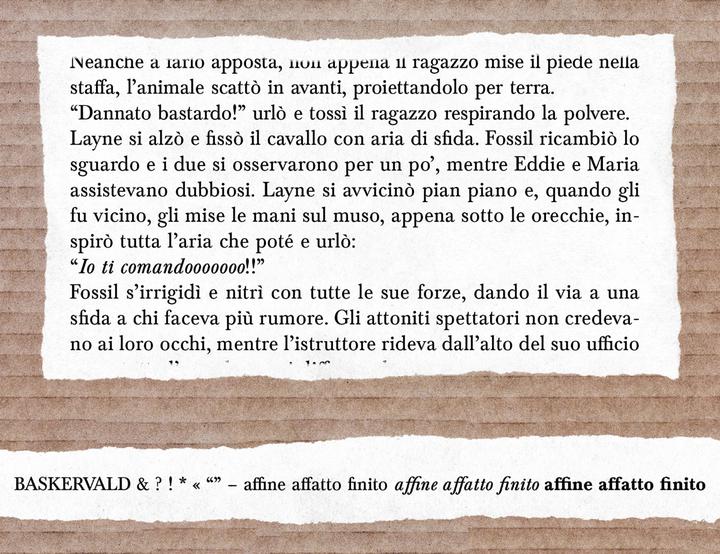 Neanche a farlo apposta, non appena il ragazzo mise il piede nella
staffa, l’animale scattò in avanti, proiettandolo per terra.
“Dannato bastardo!” urlò e tossì il ragazzo respirando la polvere.
Layne si alzò e fissò il cavallo con aria di sfida. Fossil ricambiò lo
sguardo e i due si osservarono per un po’, mentre Eddie e Maria
assistevano dubbiosi. Layne si avvicinò pian piano e, quando gli
fu vicino, gli mise le mani sul muso, appena sotto le orecchie, in-
spirò tutta l’aria che poté e urlò:
“Io ti comandooooooo!!”
Fossil s’irrigidì e nitrì con tutte le sue forze, dando il via a una
sfida a chi faceva più rumore. Gli attoniti spettatori non credeva-
no ai loro occhi, mentre l’istruttore rideva dall’alto del suo ufficio
BASKERVALD & ? ! * « “” – affine affatto finito affine affatto finito affine affatto finito